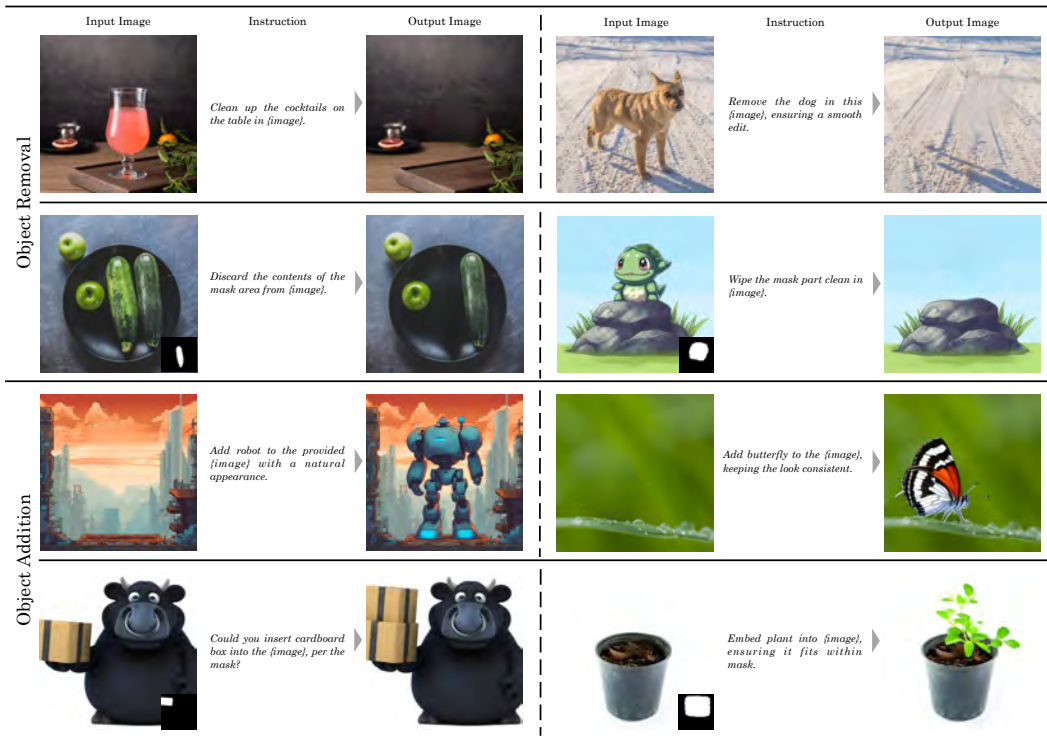 Input Image
Instruction
Output Image
Input Image
Instruction
Output Image
Object Removal
Clean up the cocktails on
the table in {image}.
Remove the dog in this
{image}, ensuring a smooth
edit.
Discard the contents of the
mask area from {image}.
Wipe the mask part clean in
{image}.
Object Addition
Add robot to the provided
{image} with a natural
appearance.
Add butterfly to the {image},
keeping the look consistent.
Could you insert cardboard
box into the {image}, per the
mask?
Embed plant into {image},
ensuring it fits within
mask.